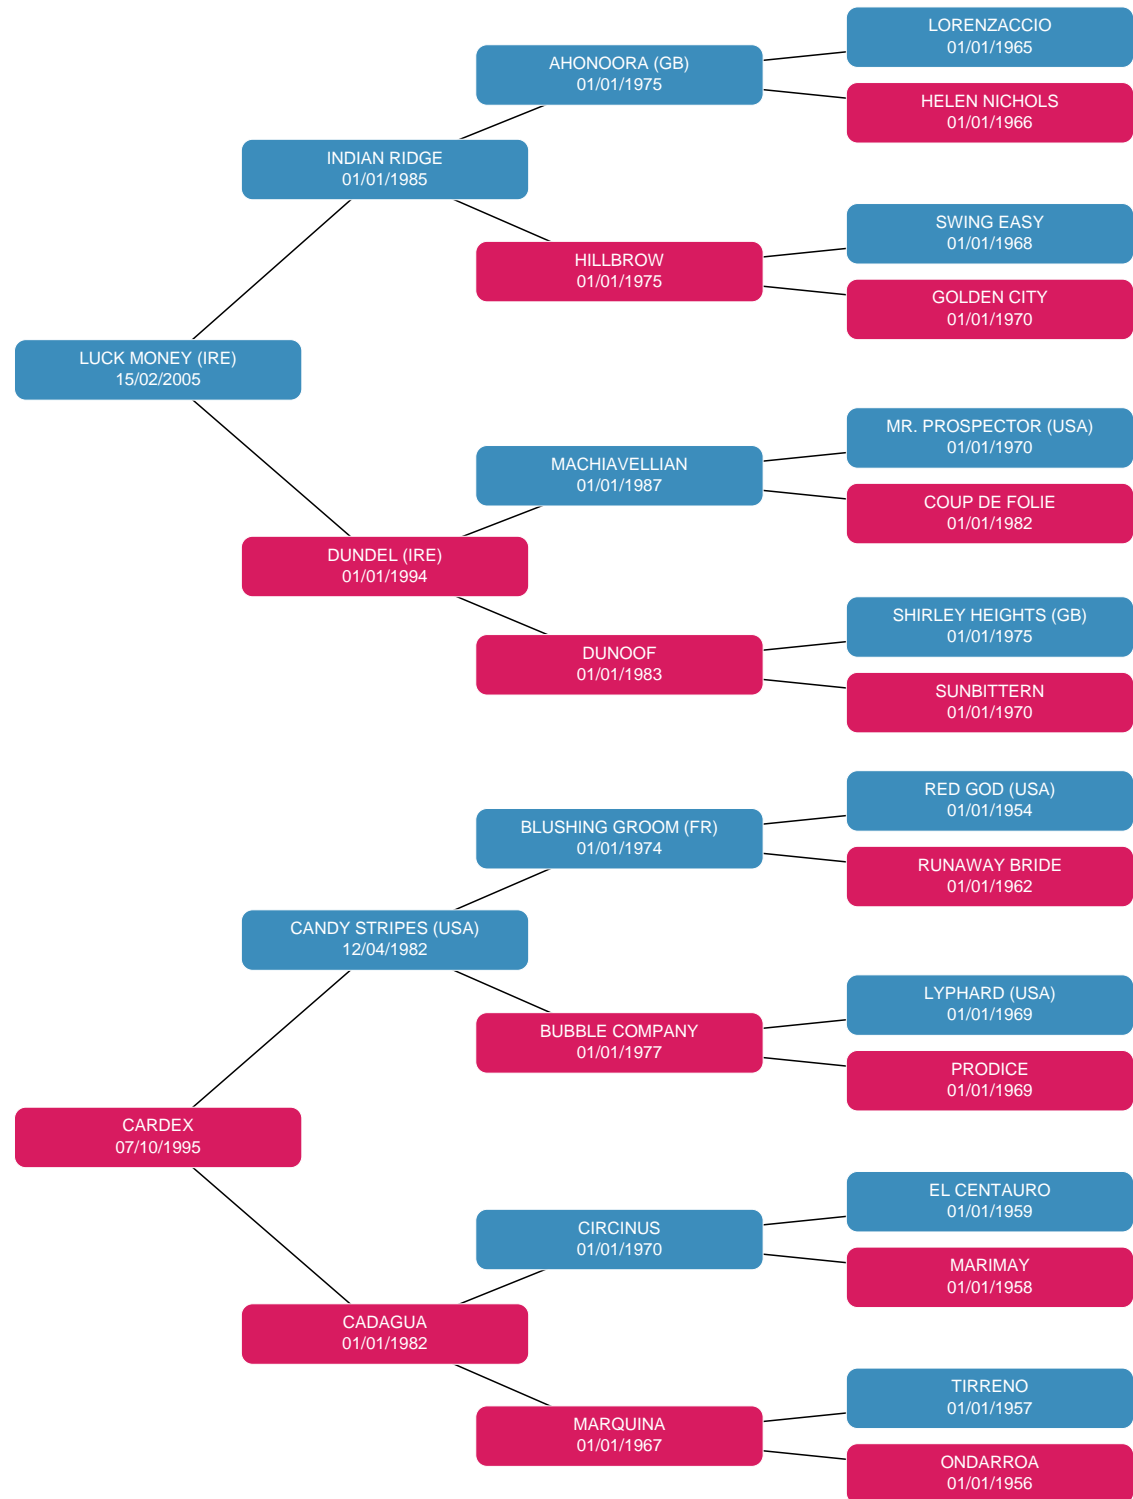 LORENZACCIO
01/01/1965
AHONOORA (GB)
01/01/1975
HELEN NICHOLS
01/01/1966
INDIAN RIDGE
01/01/1985
SWING EASY
01/01/1968
HILLBROW
01/01/1975
GOLDEN CITY
01/01/1970
LUCK MONEY (IRE)
15/02/2005
MR. PROSPECTOR (USA)
01/01/1970
MACHIAVELLIAN
01/01/1987
COUP DE FOLIE
01/01/1982
DUNDEL (IRE)
01/01/1994
SHIRLEY HEIGHTS (GB)
01/01/1975
DUNOOF
01/01/1983
SUNBITTERN
01/01/1970
RED GOD (USA)
01/01/1954
BLUSHING GROOM (FR)
01/01/1974
RUNAWAY BRIDE
01/01/1962
CANDY STRIPES (USA)
12/04/1982
LYPHARD (USA)
01/01/1969
BUBBLE COMPANY
01/01/1977
PRODICE
01/01/1969
CARDEX
07/10/1995
EL CENTAURO
01/01/1959
CIRCINUS
01/01/1970
MARIMAY
01/01/1958
CADAGUA
01/01/1982
TIRRENO
01/01/1957
MARQUINA
01/01/1967
ONDARROA
01/01/1956